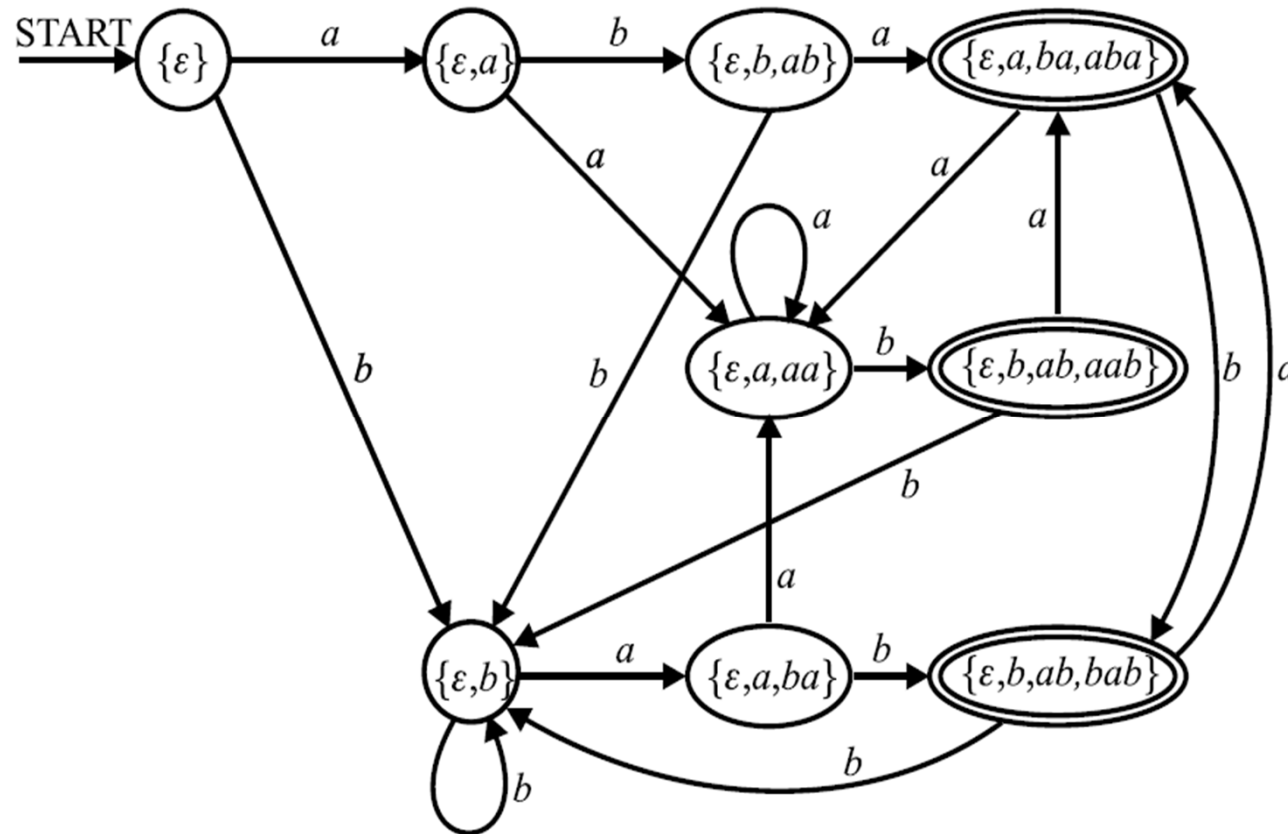 START
a
b
a
{ε}
{ε,a}
{ε,b,ab}
{ε,a,ba,aba}
a
a
a
a
b
b
b
b
a
{ε,a,aa}
{ε,b,ab,aab}
b
a
a
b
{ε,b}
{ε,a,ba}
{ε,b,ab,bab}
b
b